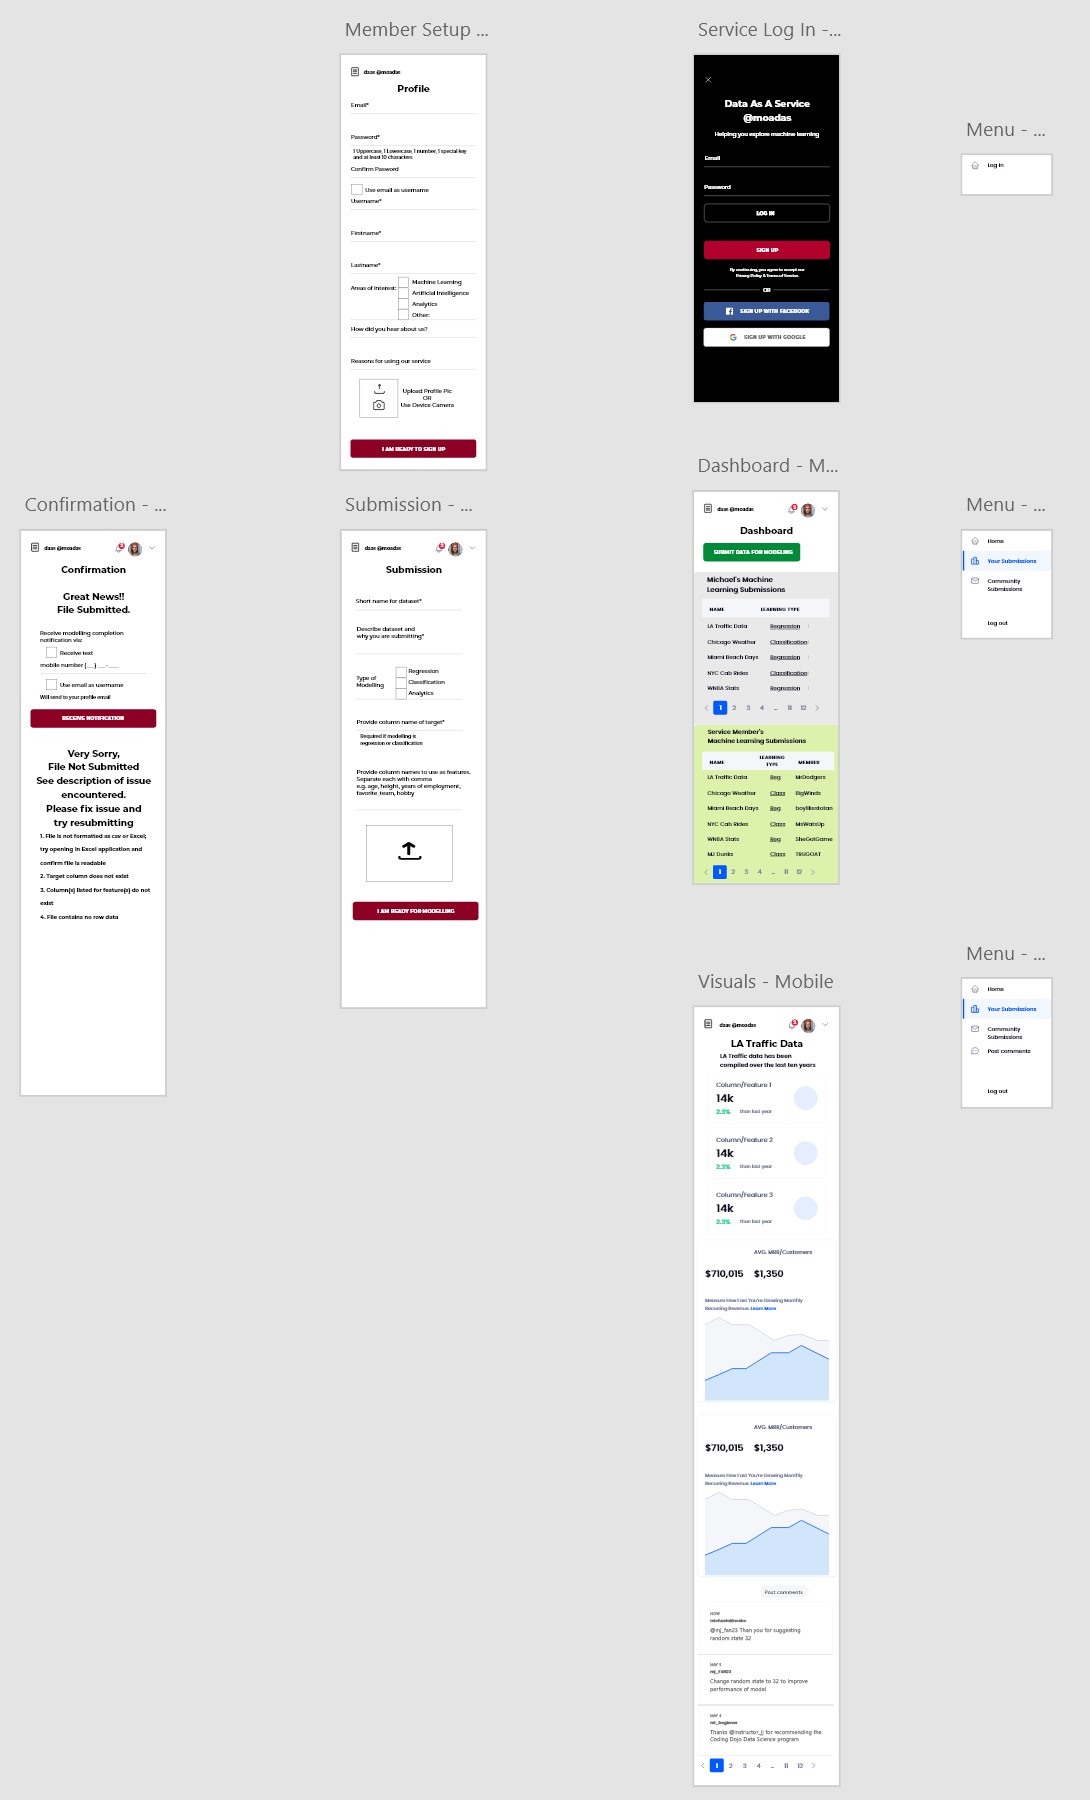 Member Setup ...
daas @moadas
Profile
Email*
Password*
1 Uppercase, 1 Lowercase, 1 number, 1 special key
and at least 10 characters
Confirm Password
Use email as username
Username*
Firstname*
Lastname*
Areas of Interest:
Machine Learning
Artificial Intelligence
Analytics
Other:
How did you hear about us?
Reasons for using our service
Upload Profile Pic
OR
Use Device Camera
I AM READY TO SIGN UP
Service Log In -...
Data As A Service
@moadas
Helping you explore machine learning
Email
Password
LOG IN
SIGN UP
By continuing, you agree to accept our
Privacy Policy & Terms of Service.
OR
SIGN UP WITH FACEBOOK
SIGN UP WITH GOOGLE
Menu - ...
Log in
Confirmation - ...
daas @moadas
3
Confirmation
Great News!!
File Submitted.
Receive modelling completion
notification via:
Receive text
mobile number (__) __-___
Use email as username
Will send to your profile email
RECEIVE NOTIFICATION
Very Sorry,
File Not Submitted
See description of issue
encountered.
Please fix issue and
try resubmitting
1. File is not formatted as csv or Excel;
try opening in Excel application and
confirm file is readable
2. Target column does not exist
3. Column(s) listed for feature(s) do not
exist
4. File contains no row data
Submission - ...
daas @moadas
3
Submission
Short name for dataset*
Describe dataset and
why you are submitting*
Type of
Modelling
Regression
Classification
Analytics
Provide column name of target*
Required if modelling is
regression or classification
Provide column names to use as features.
Separate each with comma
e.g. age, height, years of employment,
favorite_team, hobby
I AM READY FOR MODELLING
Dashboard - M...
daas @moadas
3
Dashboard
SUBMIT DATA FOR MODELING
Michael's Machine
Learning Submissions
NAME LEARNING TYPE
LA Traffic Data Regression
Chicago Weather Classification
Miami Beach Days Regression
NYC Cab Rides Classification
WNBA Stats Regression
< 1 2 3 4 ... 11 12 >
Service Member's
Machine Learning Submissions
NAME LEARNING TYPE MEMBER
LA Traffic Data Reg MrDodgers
Chicago Weather Class BigWinds
Miami Beach Days Reg boylikestotan
NYC Cab Rides Class MsWatsUp
WNBA Stats Reg SheGotGame
MJ Dunks Class TRUGOAT
< 1 2 3 4 ... 11 12 >
Menu - ...
Home
Your Submissions
Community
Submissions
Log out
Visuals - Mobile
daas @moadas
3
LA Traffic Data
LA Traffic data has been
compiled over the last ten years
Column/Feature 1
14k
2.3% than last year
Column/Feature 2
14k
2.3% than last year
Column/Feature 3
14k
2.3% than last year
AVG. MRR/Customers
$710,015 $1,350
Measure How Fast You're Growing Monthly
Recurring Revenue. Learn More
AVG. MRR/Customers
$710,015 $1,350
Measure How Fast You're Growing Monthly
Recurring Revenue. Learn More
Post comments
NOW
@mj_fan23 Than you for suggesting
random state 32
MAY 5
mj_FAN23
Change random state to 32 to improve
performance of model
MAY 4
ml_beginner
Thanks @instructor_jj for recommending the
Coding Dojo Data Science program
< 1 2 3 4 ... 11 12 >
Menu - ...
Home
Your Submissions
Community
Submissions
Post comments
Log out